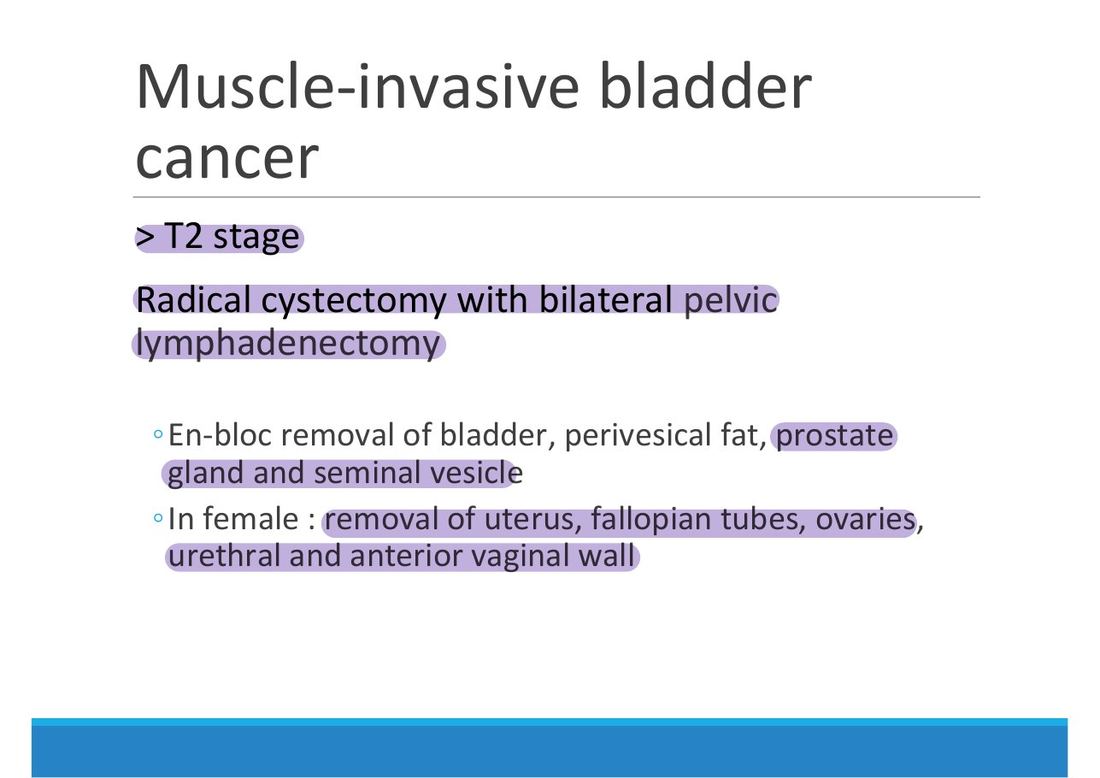 Muscle-invasive bladder
cancer
> T2 stage
Radical cystectomy with bilateral pelvic
lymphadenectomy
◦En-bloc removal of bladder, perivesical fat, prostate
gland and seminal vesicle
◦In female : removal of uterus, fallopian tubes, ovaries,
urethral and anterior vaginal wall